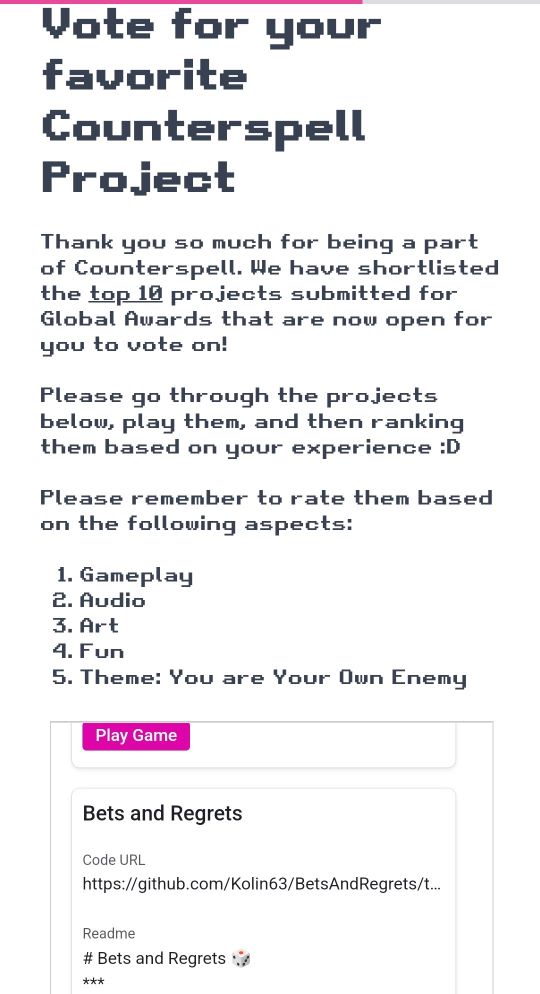 Vote for your
favorite
Counterspell
Project
Thank you so much for being a part
of Counterspell. We have shortlisted
the top 10 projects submitted for
Global Awards that are now open for
you to vote on!
Please go through the projects
below, play them, and then ranking
them based on your experience :D
Please remember to rate them based
on the following aspects:
1. Gameplay
2. Audio
3. Art
4. Fun
5. Theme: You are Your Own Enemy
Play Game
Bets and Regrets
Code URL
https://github.com/Kolin63/BetsAndRegrets/t...
Readme
# Bets and Regrets 🎲
***